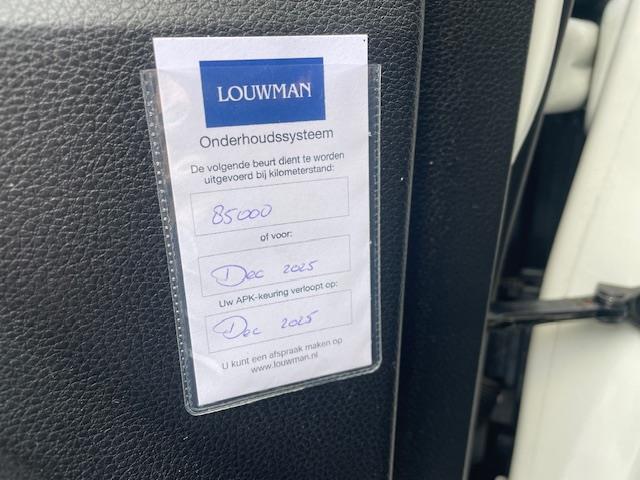 LOUWMAN
Onderhoudssysteem
De volgende beurt dient te worden
uitgevoerd bij kilometerstand:
85000
of voor:
Dec 2025
Uw APK-keuring verloopt op:
Dec 2025
U kunt een afspraak maken op
www.louwman.nl